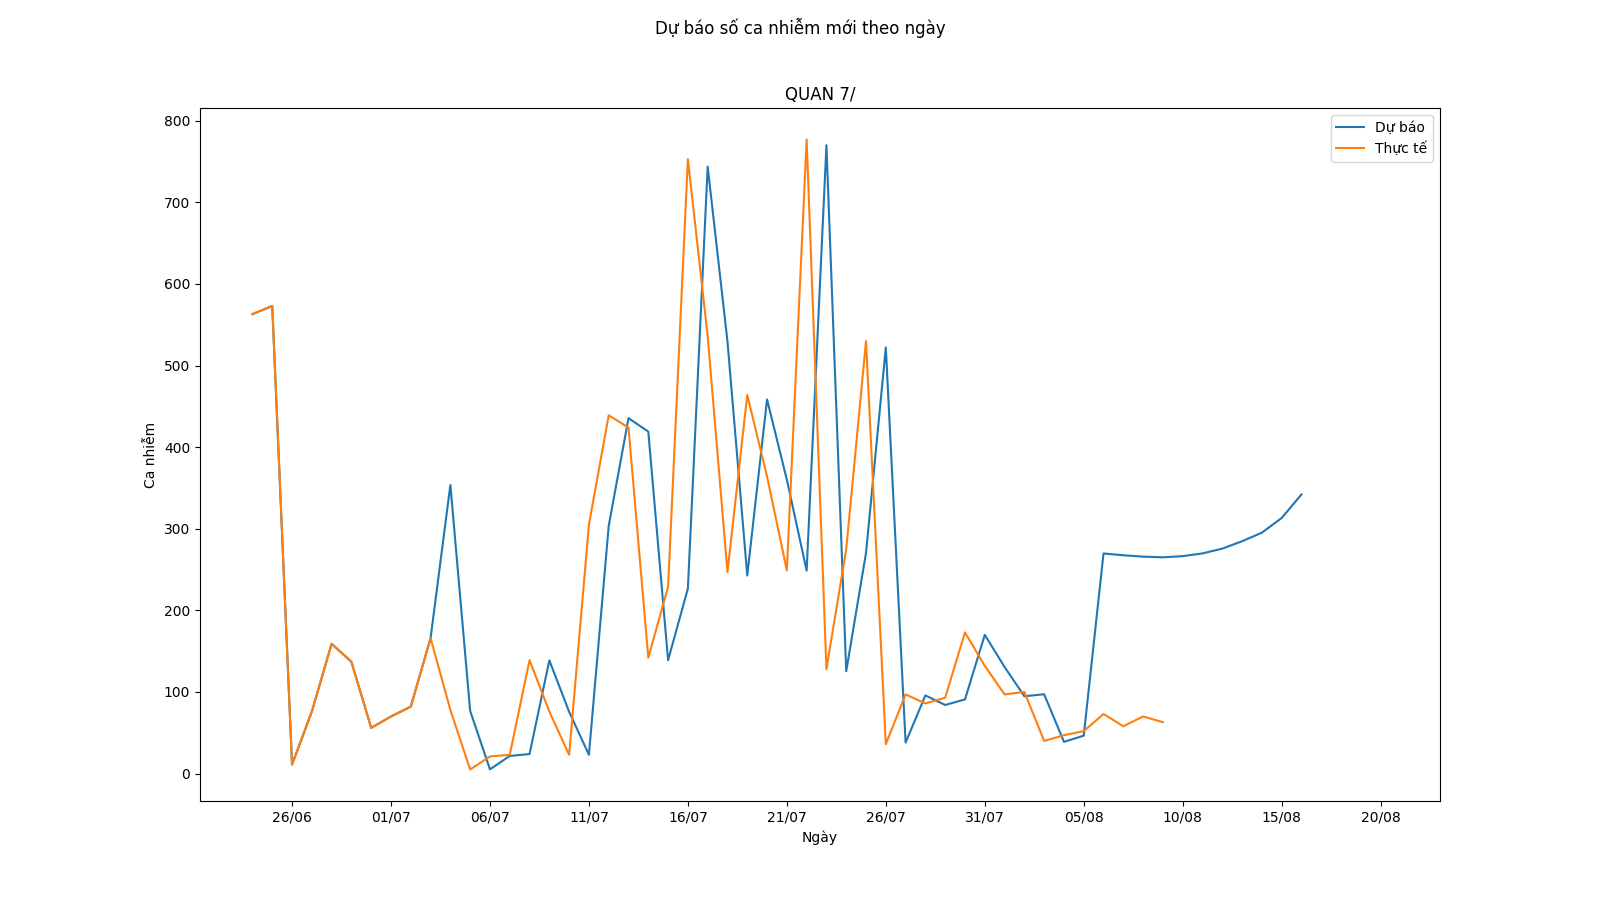 Dự báo số ca nhiễm mới theo ngày
QUAN 7/
Dự báo
Thực tế
800
700
600
500
400
300
200
100
0
Ca nhiễm
26/06 01/07 06/07 11/07 16/07 21/07 26/07 31/07 05/08 10/08 15/08 20/08
Ngày